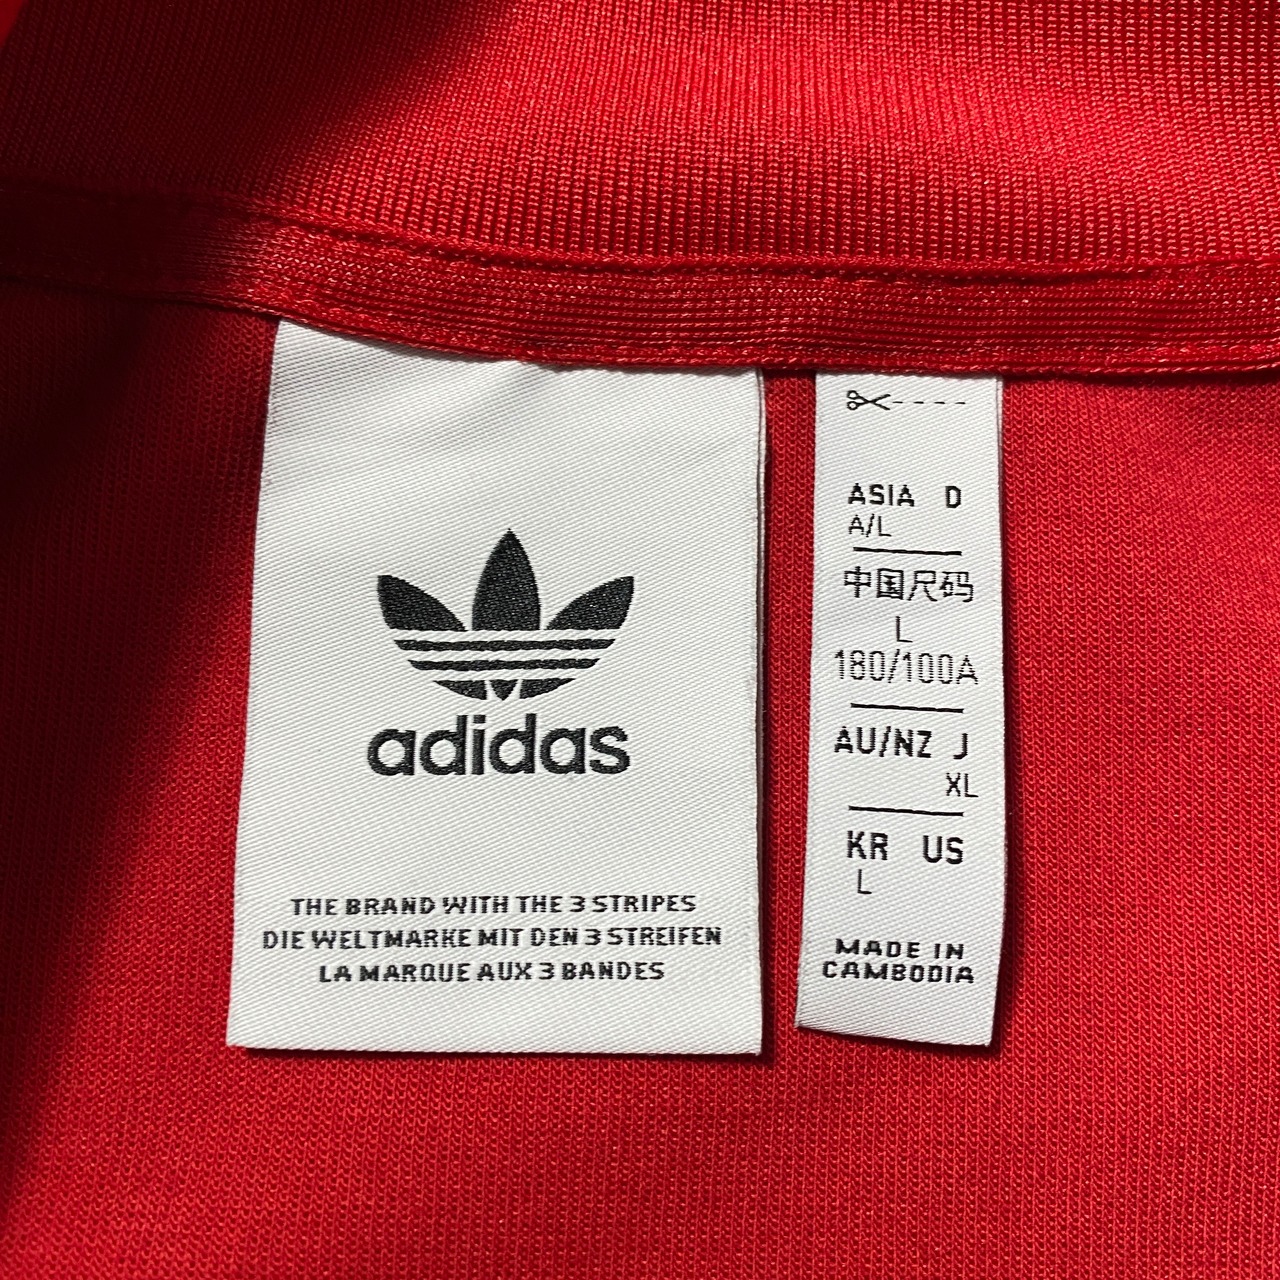 adidas
THE BRAND WITH THE 3 STRIPES
DIE WELTMARKE MIT DEN 3 STREIFEN
LA MARQUE AUX 3 BANDES
ASIA D
A/L
中国尺码
L
180/100A
AU/NZ J
XL
KR US
L
MADE IN
CAMBODIA